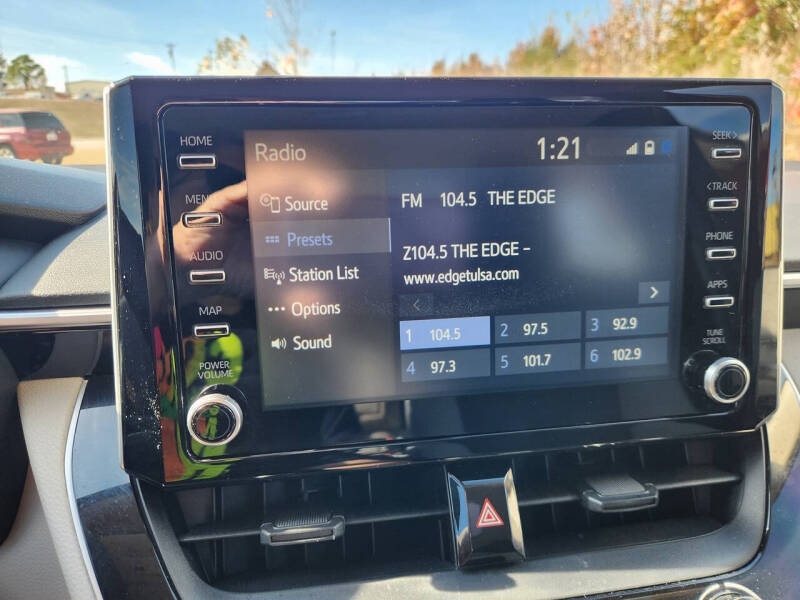 HOME
MENU
AUDIO
MAP
POWER
VOLUME
Radio
1:21
Source
Presets
Station List
Options
Sound
FM 104.5 THE EDGE
Z104.5 THE EDGE –
www.edgetulsa.com
< >
1 104.5 2 97.5 3 92.9
4 97.3 5 101.7 6 102.9
SEEK >
< TRACK
PHONE
APPS
TUNE
SCROLL